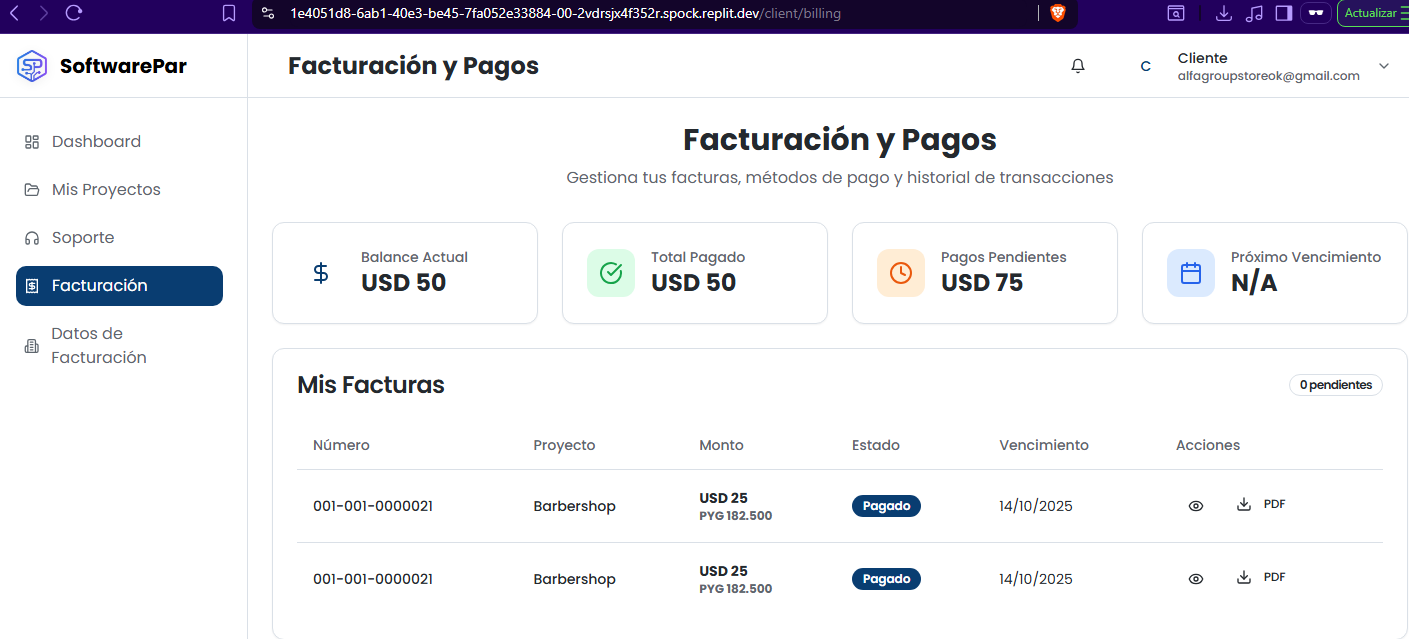 1e4051d8-6ab1-40e3-be45-7fa052e33884-00-2vdrsjx4f352r.spock.replit.dev/client/billing
Actualizar
SP
SoftwarePar
Facturación y Pagos
C
Cliente
alfagroupstoreok@gmail.com
Dashboard
Mis Proyectos
Soporte
Facturación
Datos de
Facturación
Facturación y Pagos
Gestiona tus facturas, métodos de pago y historial de transacciones
Balance Actual
USD 50
Total Pagado
USD 50
Pagos Pendientes
USD 75
Próximo Vencimiento
N/A
Mis Facturas
0 pendientes
Número Proyecto Monto Estado Vencimiento Acciones
001-001-0000021 Barbershop USD 25 Pagado 14/10/2025 PDF
PYG 182.500
001-001-0000021 Barbershop USD 25 Pagado 14/10/2025 PDF
PYG 182.500